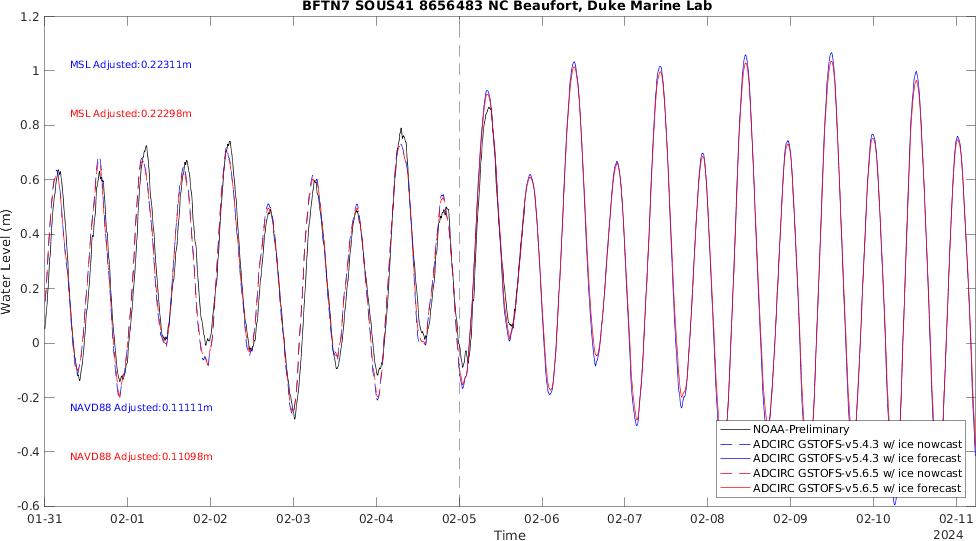 BFTN7 SOUS41 8656483 NC Beaufort, Duke Marine Lab
1.2
1
0.8
0.6
0.4
0.2
0
-0.2
-0.4
-0.6
Water Level (m)
MSL Adjusted:0.22311m
MSL Adjusted:0.22298m
NAVD88 Adjusted:0.11111m
NAVD88 Adjusted:0.11098m
NOAA-Preliminary
ADCIRC GSTOFS-v5.4.3 w/ ice nowcast
ADCIRC GSTOFS-v5.4.3 w/ ice forecast
ADCIRC GSTOFS-v5.6.5 w/ ice nowcast
ADCIRC GSTOFS-v5.6.5 w/ ice forecast
01-31 02-01 02-02 02-03 02-04 02-05 02-06 02-07 02-08 02-09 02-10 02-11
Time
2024